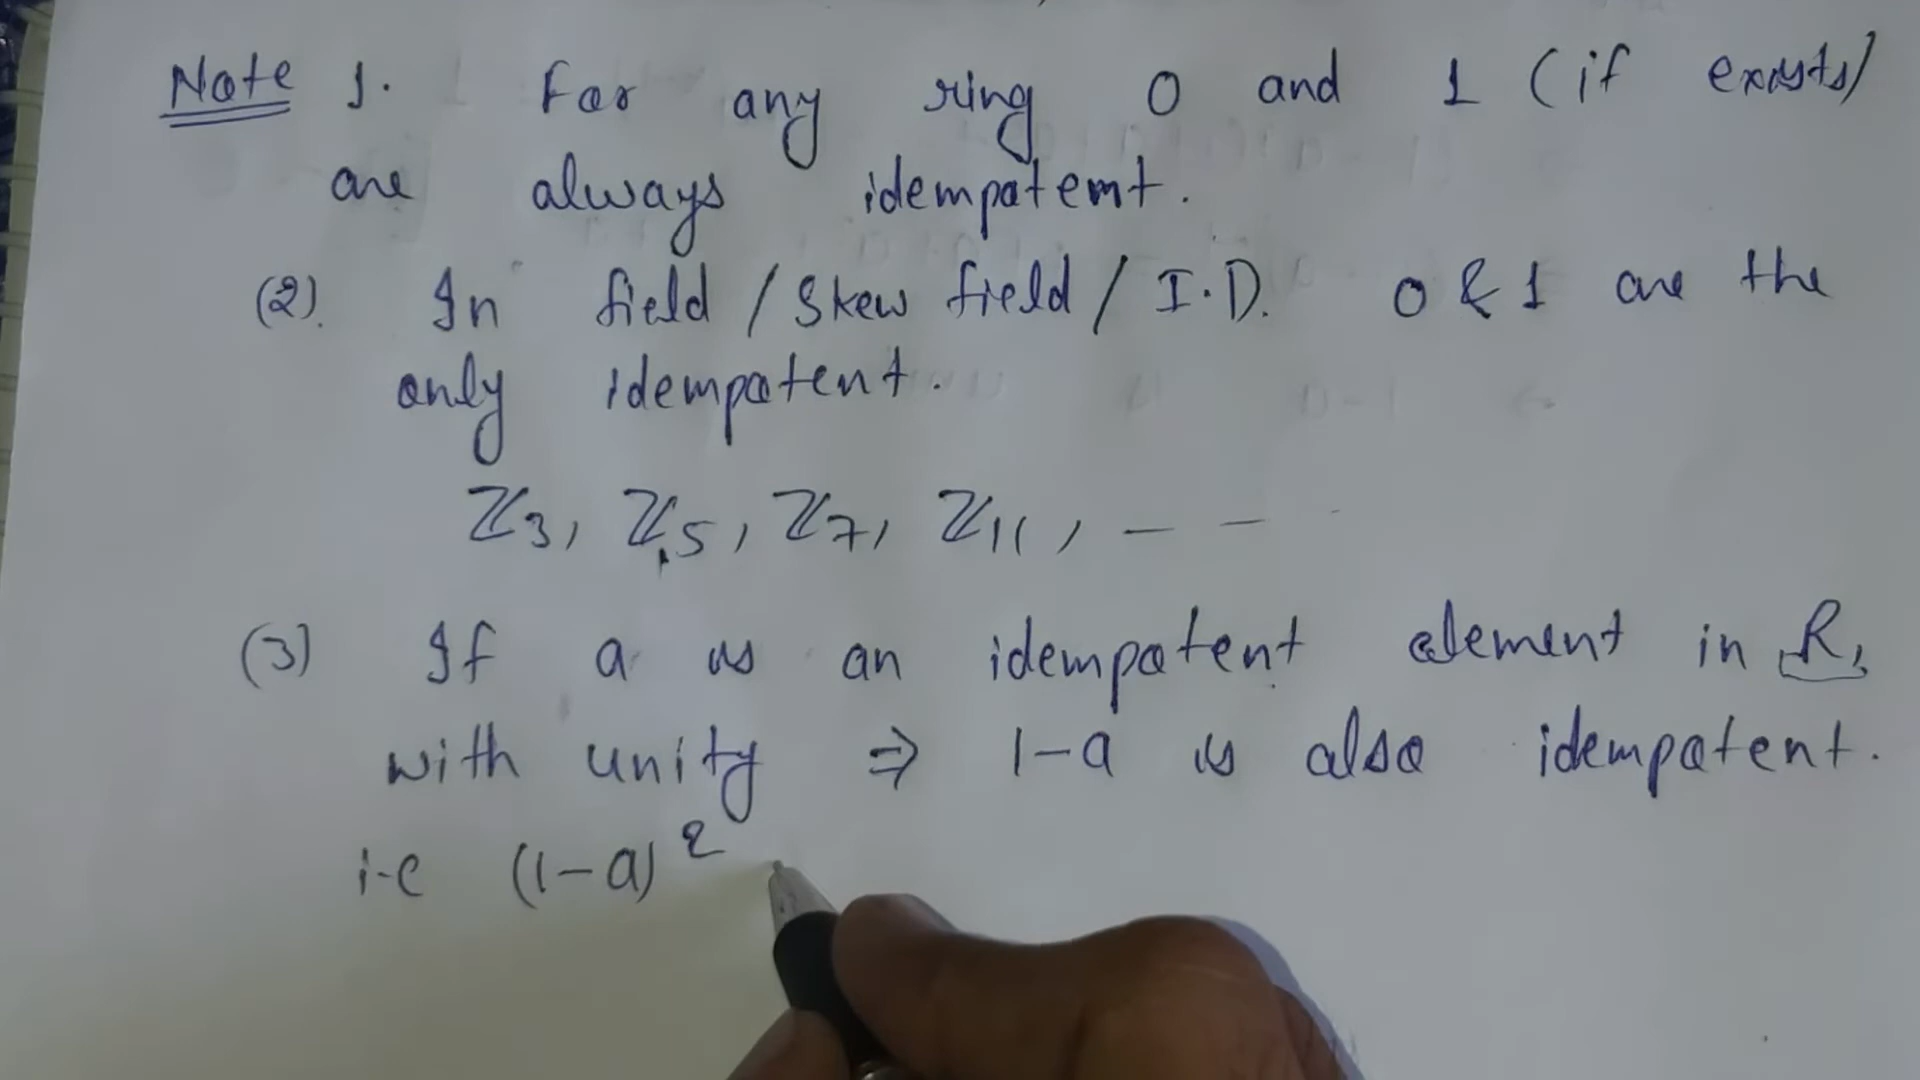 Note 1. For any ring 0 and 1 (if exists)
are always idempotent.
(2). In field / Skew field / I.D. 0 & 1 are the
only idempotent.
ℤ3, ℤ5, ℤ7, ℤ11, - -
(3) If a is an idempotent element in R,
with unity ⇒ 1-a is also idempotent.
i-e (1-a)²